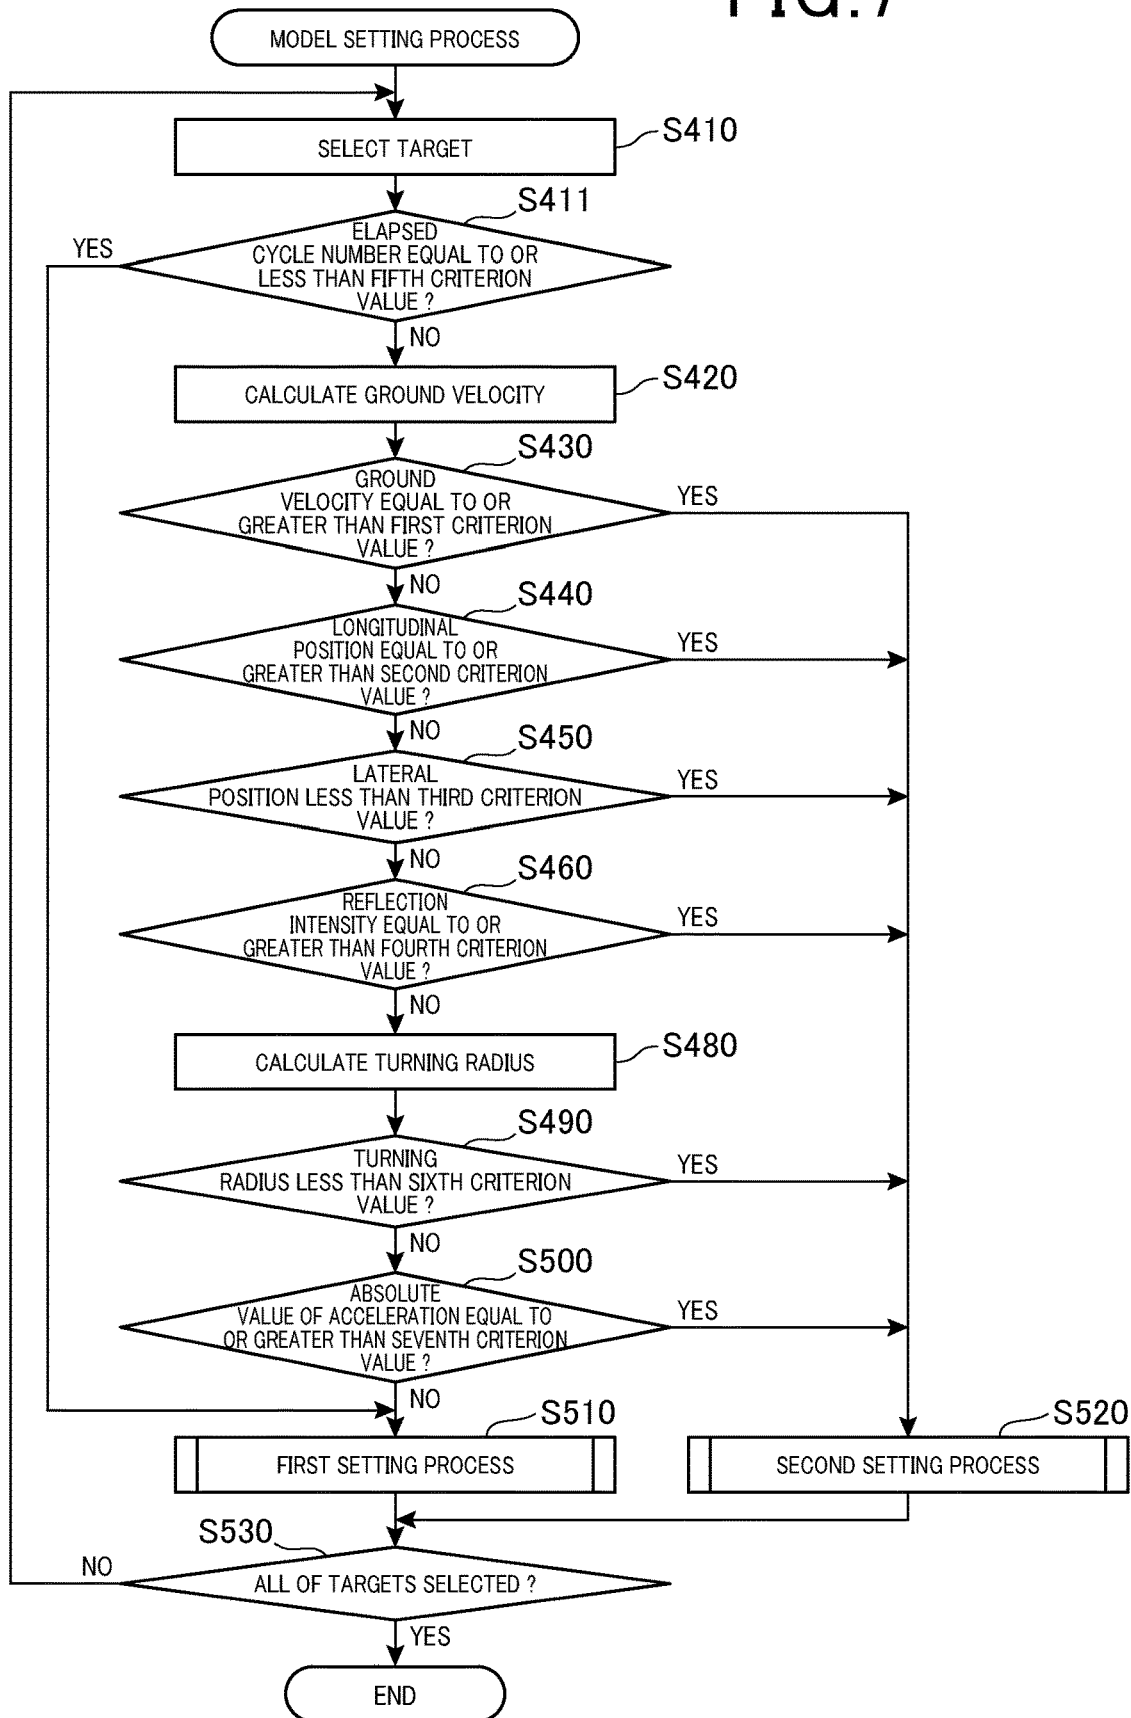 FIG.7
MODEL SETTING PROCESS
SELECT TARGET
S410
S411
ELAPSED
CYCLE NUMBER EQUAL TO OR
LESS THAN FIFTH CRITERION
VALUE ?
YES
NO
CALCULATE GROUND VELOCITY
S420
S430
GROUND
VELOCITY EQUAL TO OR
GREATER THAN FIRST CRITERION
VALUE ?
YES
NO
S440
LONGITUDINAL
POSITION EQUAL TO OR
GREATER THAN SECOND CRITERION
VALUE ?
YES
NO
S450
LATERAL
POSITION LESS THAN THIRD CRITERION
VALUE ?
YES
NO
S460
REFLECTION
INTENSITY EQUAL TO OR
GREATER THAN FOURTH CRITERION
VALUE ?
YES
NO
CALCULATE TURNING RADIUS
S480
S490
TURNING
RADIUS LESS THAN SIXTH CRITERION
VALUE ?
YES
NO
S500
ABSOLUTE
VALUE OF ACCELERATION EQUAL TO
OR GREATER THAN SEVENTH CRITERION
VALUE ?
YES
NO
S510
FIRST SETTING PROCESS
S520
SECOND SETTING PROCESS
S530
ALL OF TARGETS SELECTED ?
NO
YES
END